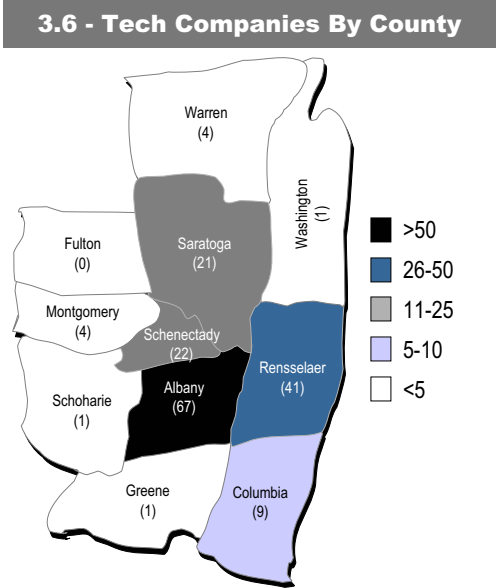 3.6 - Tech Companies By County
Warren
(4)
Washington
(1)
Fulton
(0)
Saratoga
(21)
Montgomery
(4)
Schenectady
(22)
Schoharie
(1)
Albany
(67)
Rensselaer
(41)
Greene
(1)
Columbia
(9)
>50
26-50
11-25
5-10
<5